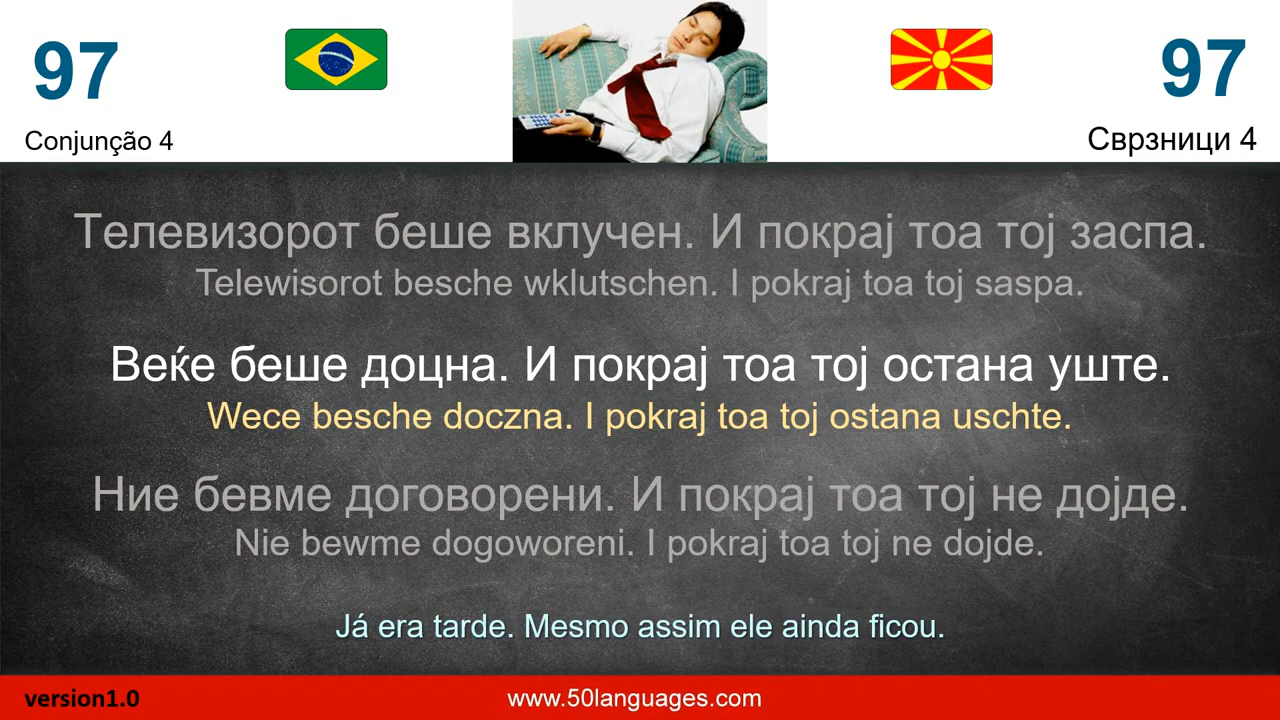 97
97
Conjunção 4
Сврзници 4
Телевизорот беше вклучен. И покрај тоа тој заспа.
Telewisorot besche wklutschen. I pokraj toa toj saspa.
Веќе беше доцна. И покрај тоа тој остана уште.
Wece besche doczna. I pokraj toa toj ostana uschte.
Ние бевме договорени. И покрај тоа тој не дојде.
Nie bewme dogoworeni. I pokraj toa toj ne dojde.
Já era tarde. Mesmo assim ele ainda ficou.
version1.0
www.50languages.com